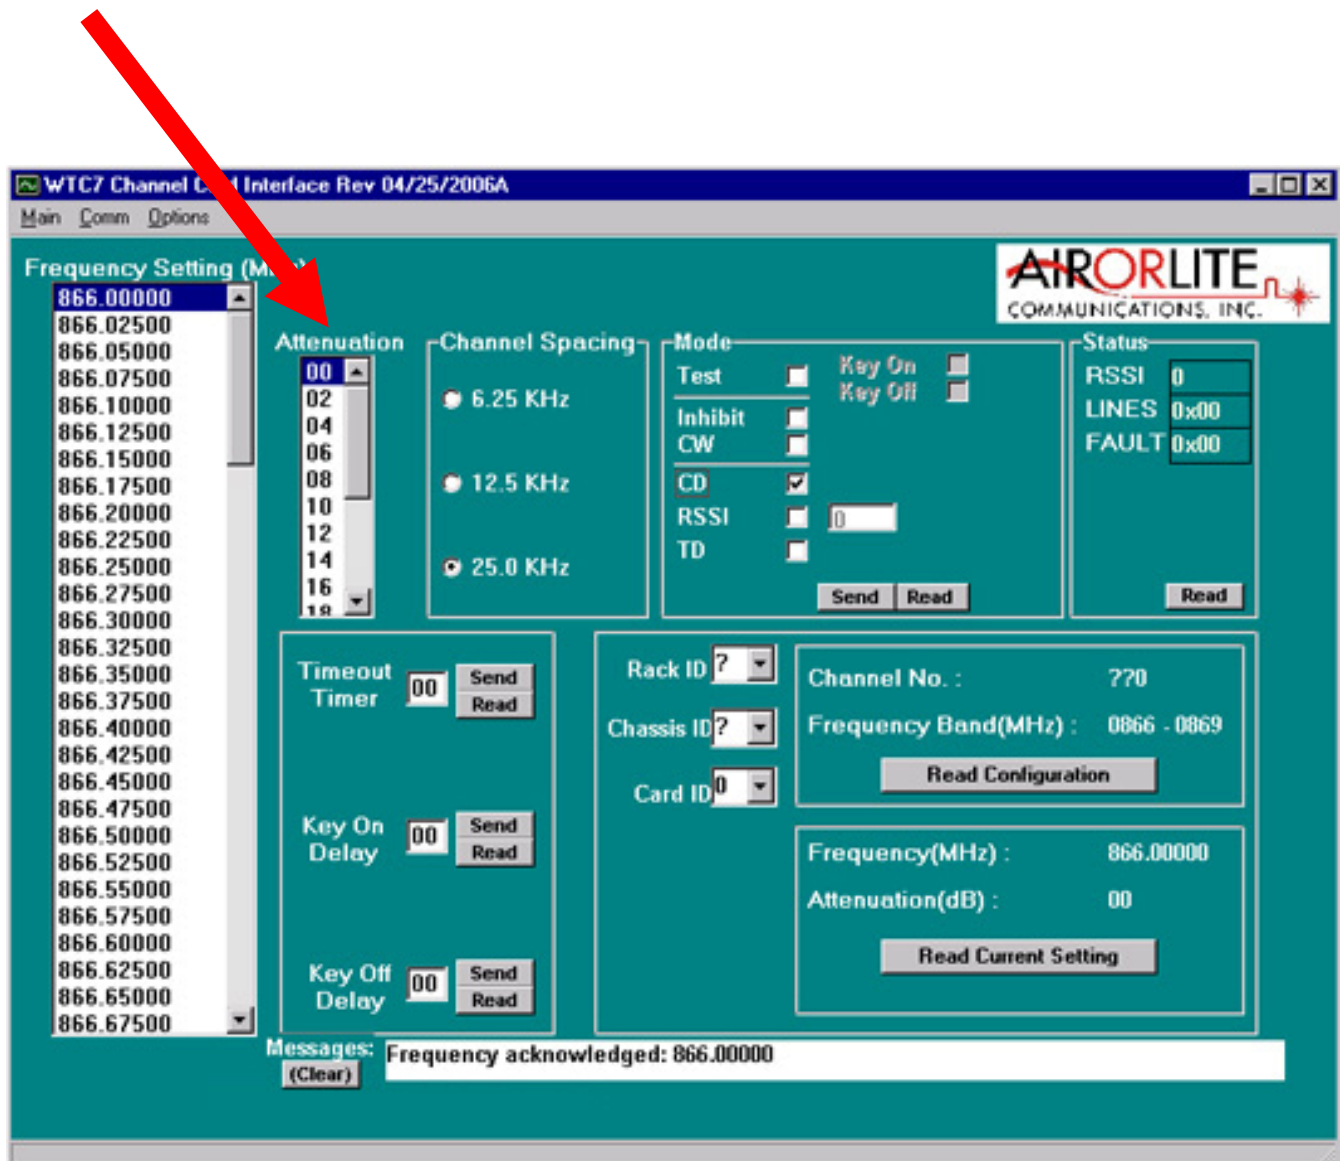 WTC7 Channel C d Interface Rev 04/25/2006A
Main Comm Options
AIRORLITE
COMMUNICATIONS, INC.
Frequency Setting (M
866.00000
866.02500
866.05000
866.07500
866.10000
866.12500
866.15000
866.17500
866.20000
866.22500
866.25000
866.27500
866.30000
866.32500
866.35000
866.37500
866.40000
866.42500
866.45000
866.47500
866.50000
866.52500
866.55000
866.57500
866.60000
866.62500
866.65000
866.67500
Attenuation
00
02
04
06
08
10
12
14
16
18
Channel Spacing
6.25 KHz
12.5 KHz
25.0 KHz
Mode
Test
Key On
Key Off
Inhibit
CW
CD
RSSI 0
TD
Send Read
Status
RSSI 0
LINES 0x00
FAULT 0x00
Read
Timeout
Timer
00
Send
Read
Key On
Delay
00
Send
Read
Key Off
Delay
00
Send
Read
Rack ID ?
Chassis ID ?
Card ID 0
Channel No. : ??0
Frequency Band(MHz) : 0866 - 0869
Read Configuration
Frequency(MHz) : 866.00000
Attenuation(dB) : 00
Read Current Setting
Messages:
(Clear)
Frequency acknowledged: 866.00000